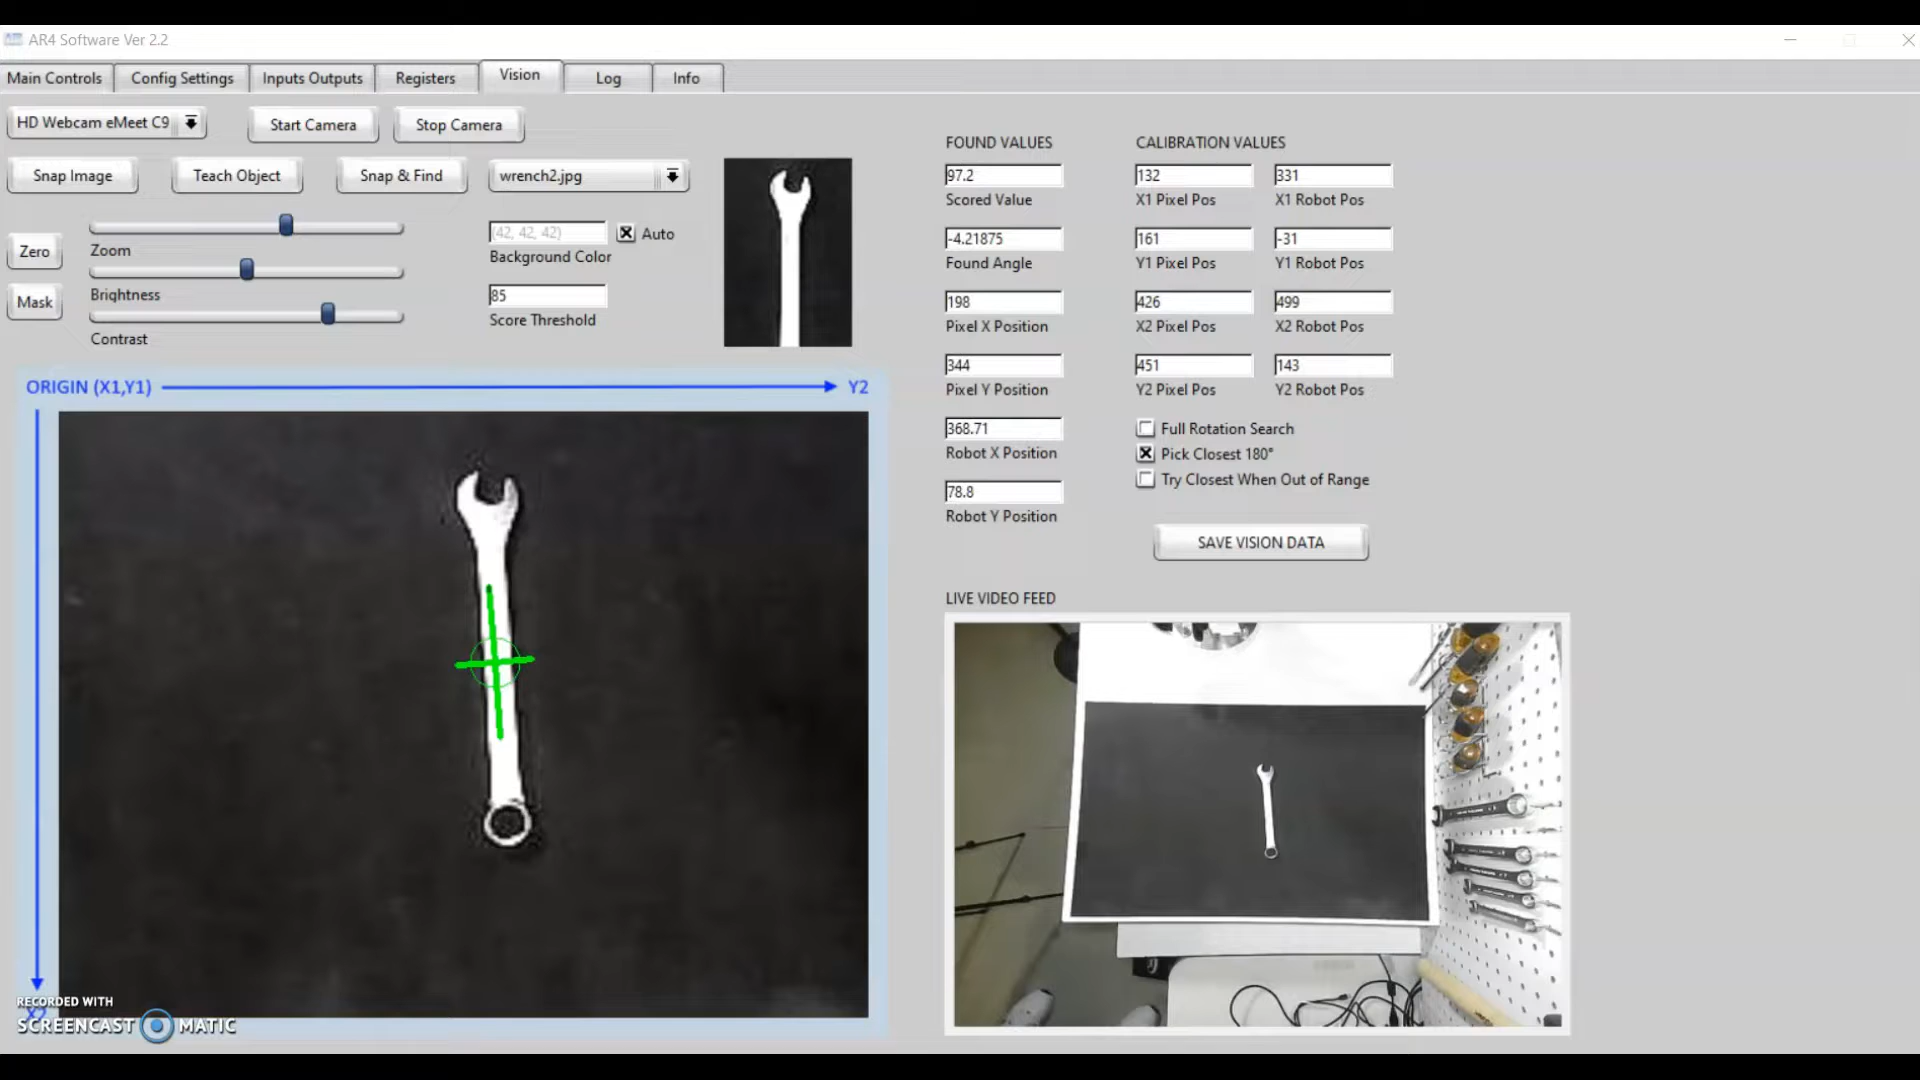 AR4 Software Ver 2.2
Main Controls
Config Settings
Inputs Outputs
Registers
Vision
Log
Info
HD Webcam eMeet C9
Start Camera
Stop Camera
Snap Image
Teach Object
Snap & Find
wrench2.jpg
Zero
Mask
Zoom
Brightness
Contrast
(42, 42, 42)
Auto
Background Color
85
Score Threshold
FOUND VALUES
97.2
Scored Value
-4.21875
Found Angle
198
Pixel X Position
344
Pixel Y Position
368.71
Robot X Position
78.8
Robot Y Position
CALIBRATION VALUES
132
331
X1 Pixel Pos
X1 Robot Pos
161
-31
Y1 Pixel Pos
Y1 Robot Pos
426
499
X2 Pixel Pos
X2 Robot Pos
451
143
Y2 Pixel Pos
Y2 Robot Pos
Full Rotation Search
Pick Closest 180°
Try Closest When Out of Range
SAVE VISION DATA
ORIGIN (X1,Y1)
Y2
X2
LIVE VIDEO FEED
RECORDED WITH
SCREENCAST MATIC